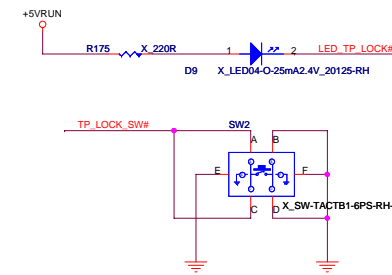 +5VRUN
R175 X_220R 1 2 LED_TP_LOCK#
D9 X_LED04-O-25mA2.4V_20125-RH
TP_LOCK_SW# SW2
A B
E F
C D X_SW-TACTB1-6PS-RH-